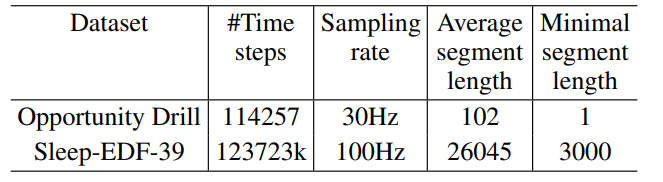 Dataset #Time Sampling Average Minimal
steps rate segment segment
length length
Opportunity Drill 114257 30Hz 102 1
Sleep-EDF-39 123723k 100Hz 26045 3000